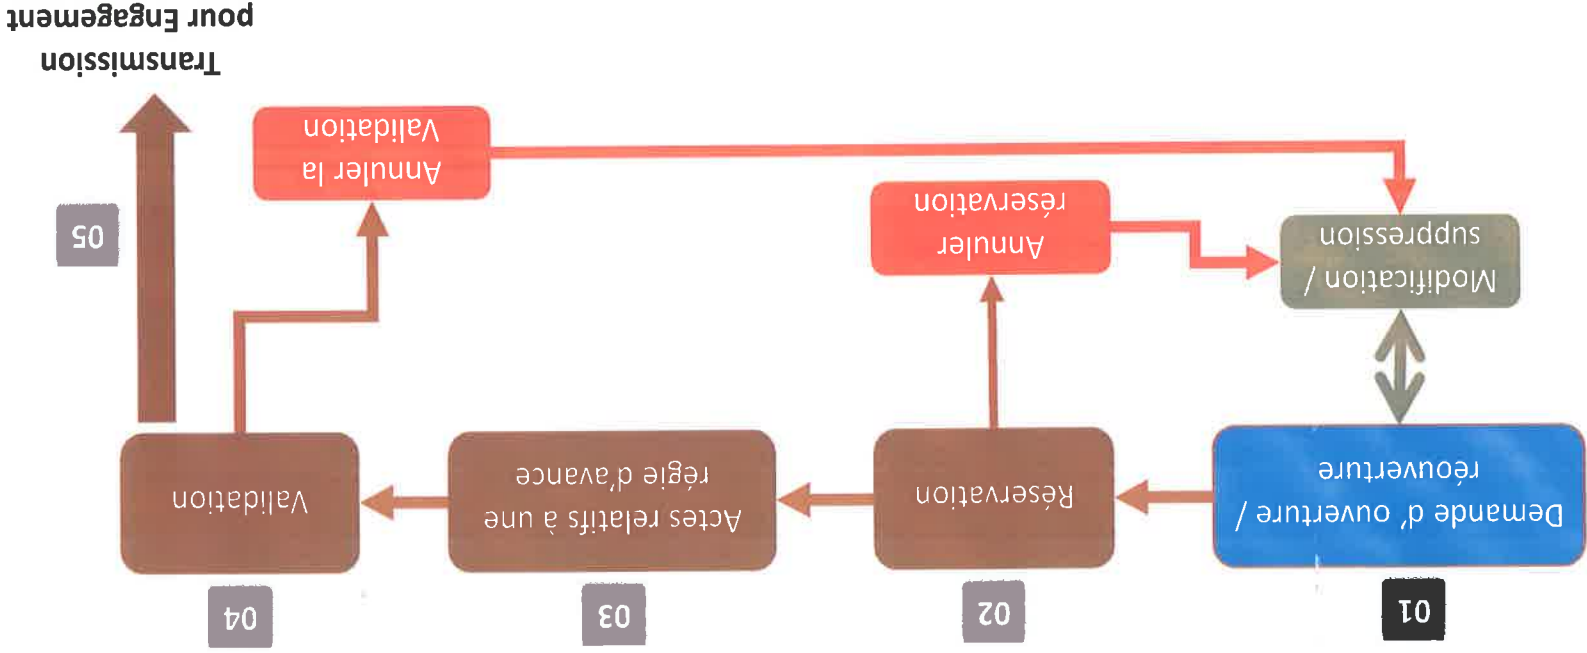 01
02
03
04
Demande d' ouverture /
réouverture
Réservation
Actes relatifs à une
régie d'avance
Validation
Modification /
suppression
Annuler
réservation
Annuler la
Validation
05
Transmission
pour Engagement